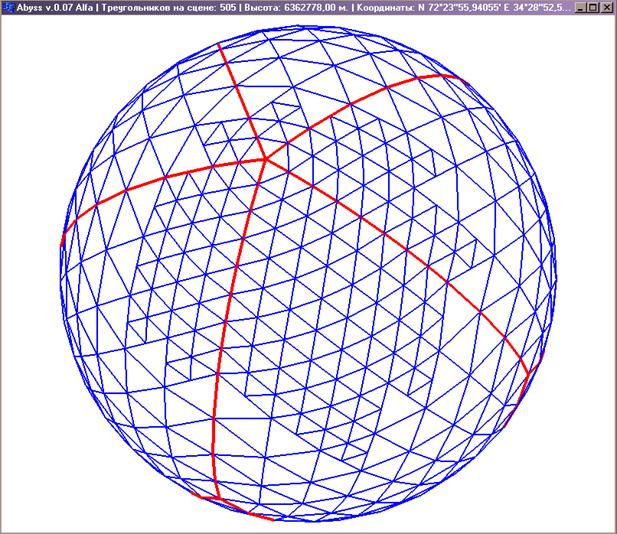 Abyss v.0.07 Alfa | Треугольников на сцене: 505 | Высота: 6362778,00 м. | Координаты: N 72°23"55,94055' E 34°28"52,5...